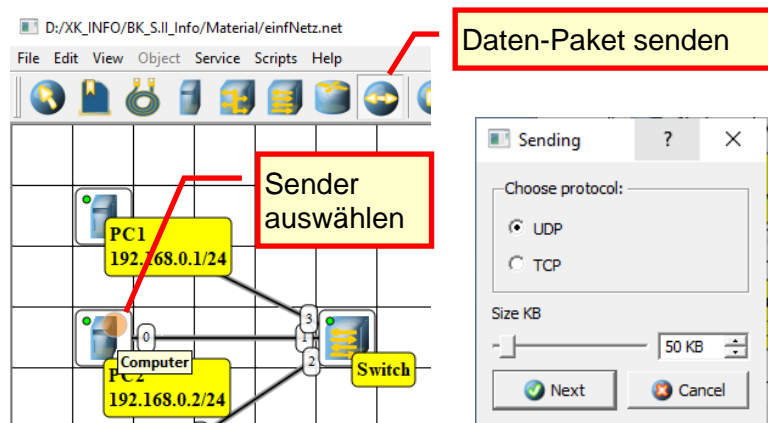 D:/XK_INFO/BK_S.II_Info/Material/einfNetz.net
File Edit View Object Service Scripts Help
Daten-Paket senden
Sender
auswählen
PC1
192.168.0.1/24
0
3
1
2
Computer
PC2
192.168.0.2/24
Switch
Sending ? ×
Choose protocol:
UDP
TCP
Size KB
50 KB
Next Cancel